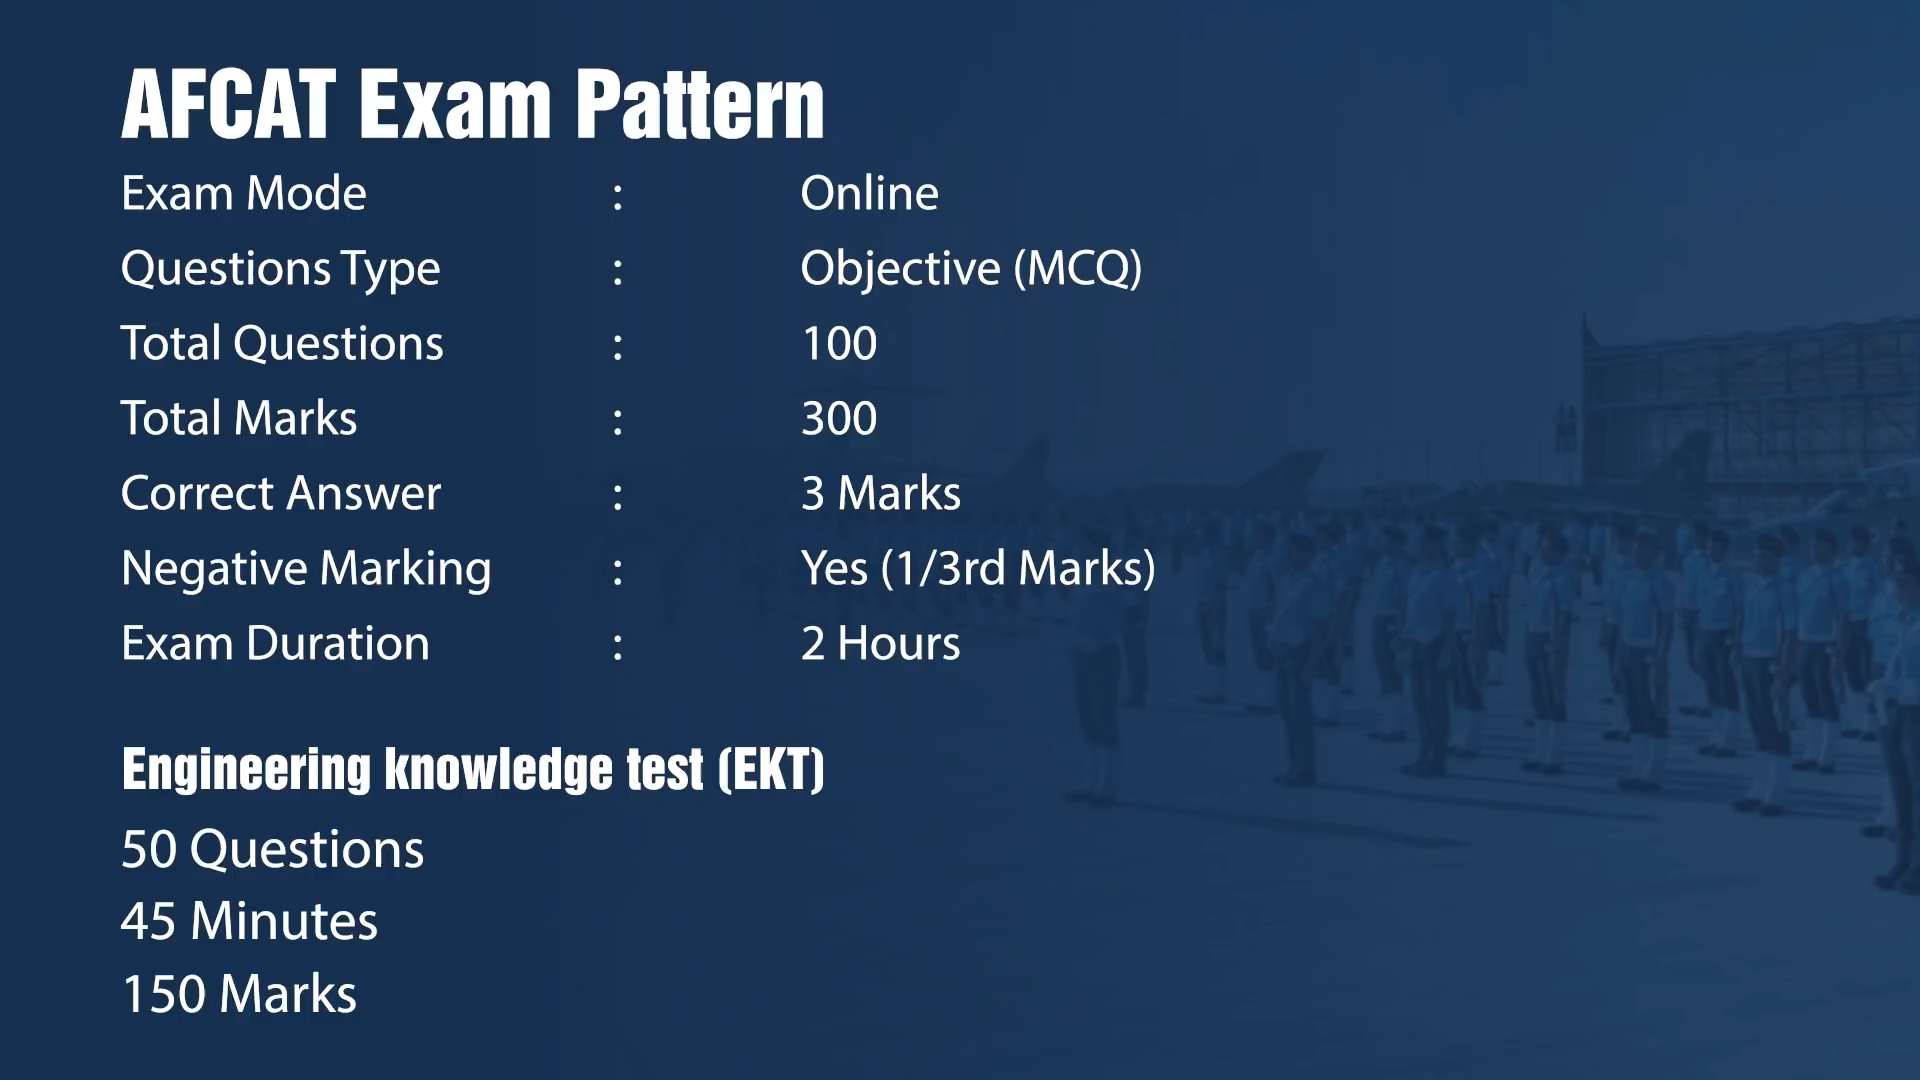 AFCAT Exam Pattern
Exam Mode : Online
Questions Type : Objective (MCQ)
Total Questions : 100
Total Marks : 300
Correct Answer : 3 Marks
Negative Marking : Yes (1/3rd Marks)
Exam Duration : 2 Hours
Engineering knowledge test (EKT)
50 Questions
45 Minutes
150 Marks